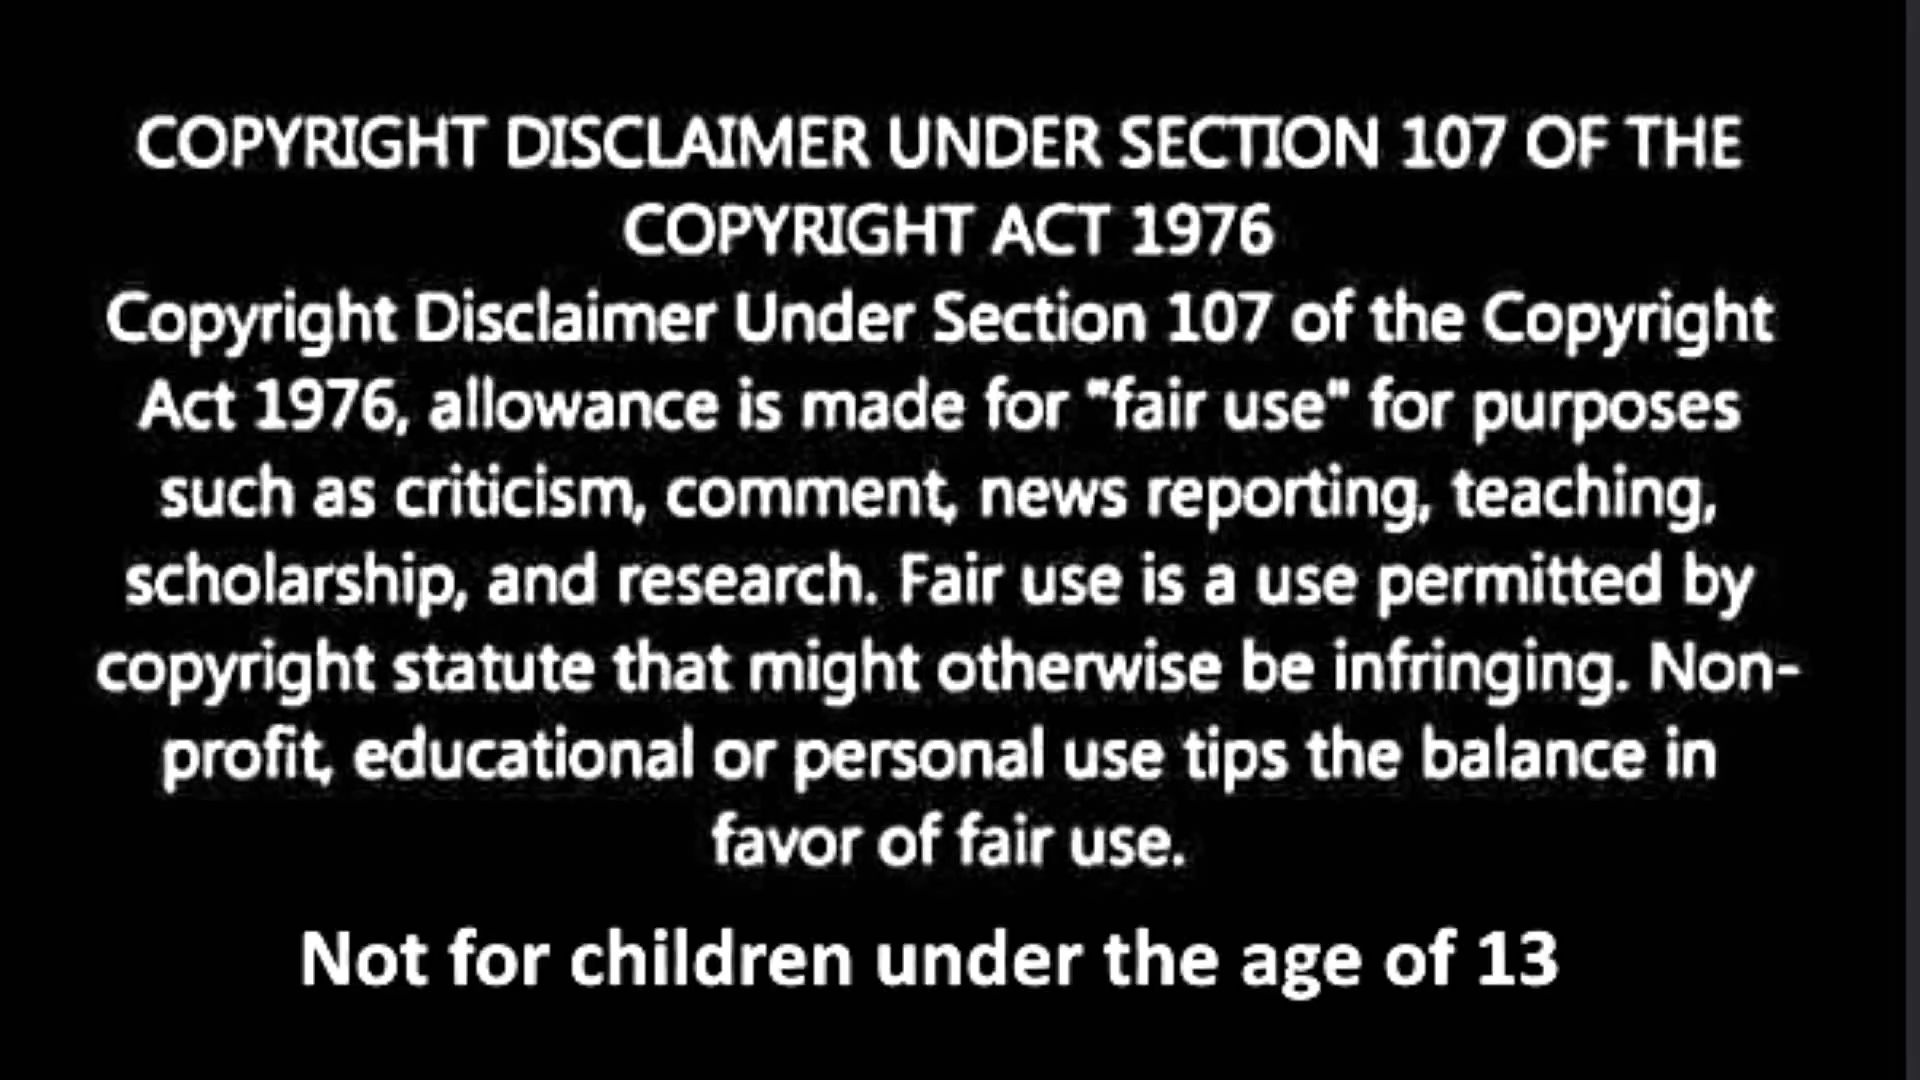 COPYRIGHT DISCLAIMER UNDER SECTION 107 OF THE
COPYRIGHT ACT 1976
Copyright Disclaimer Under Section 107 of the Copyright
Act 1976, allowance is made for "fair use" for purposes
such as criticism, comment, news reporting, teaching,
scholarship, and research. Fair use is a use permitted by
copyright statute that might otherwise be infringing. Non-
profit, educational or personal use tips the balance in
favor of fair use.
Not for children under the age of 13